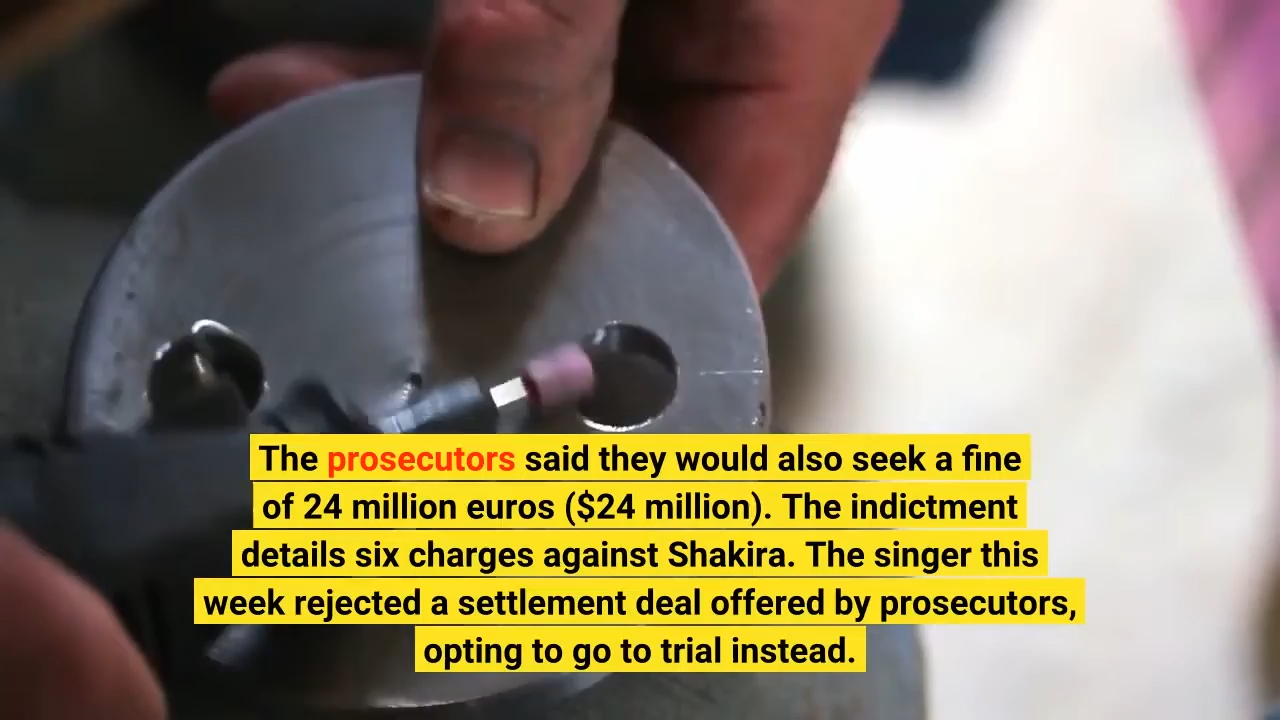 The prosecutors said they would also seek a fine
of 24 million euros ($24 million). The indictment
details six charges against Shakira. The singer this
week rejected a settlement deal offered by prosecutors,
opting to go to trial instead.